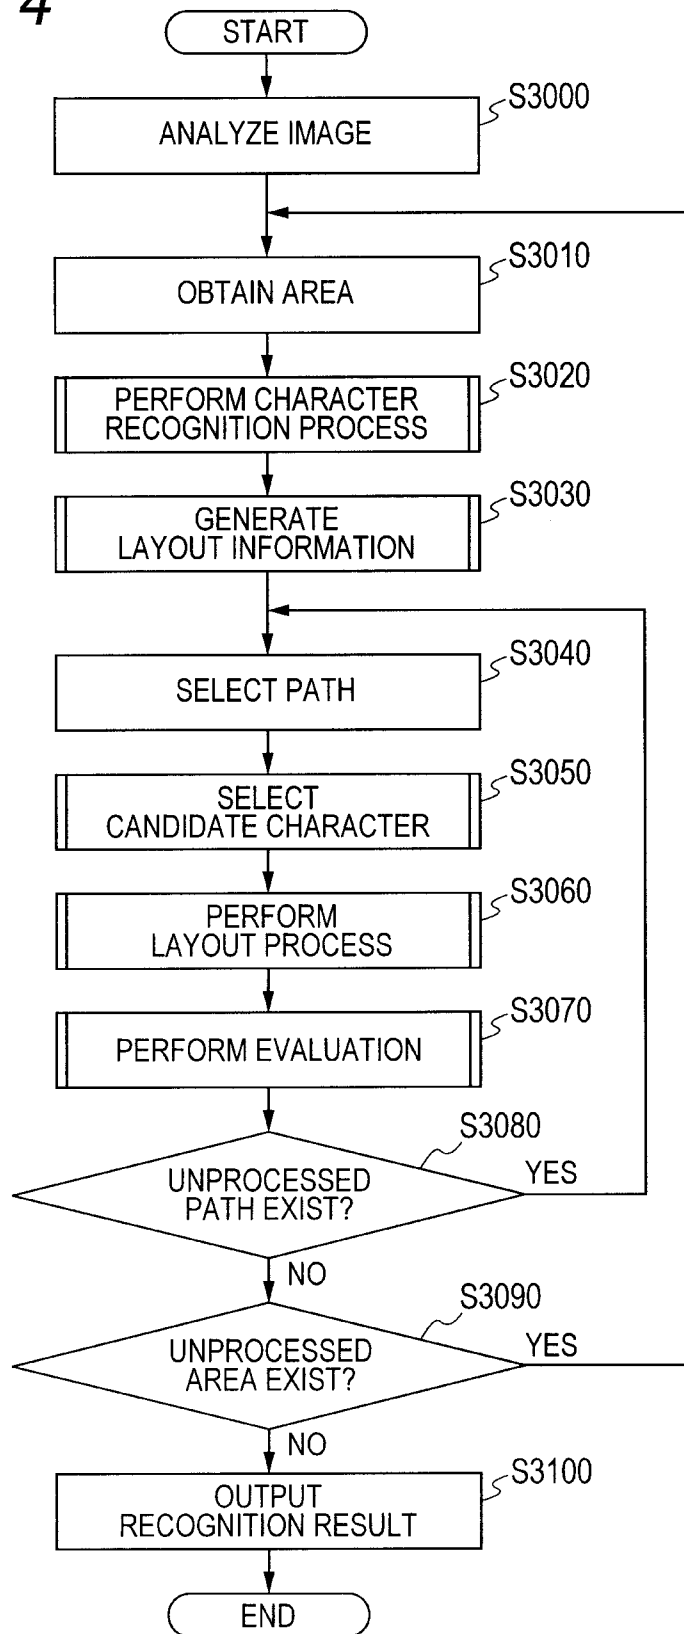 4
START
S3000
ANALYZE IMAGE
S3010
OBTAIN AREA
S3020
PERFORM CHARACTER
RECOGNITION PROCESS
S3030
GENERATE
LAYOUT INFORMATION
S3040
SELECT PATH
S3050
SELECT
CANDIDATE CHARACTER
S3060
PERFORM
LAYOUT PROCESS
S3070
PERFORM EVALUATION
S3080
UNPROCESSED
PATH EXIST?
YES
NO
S3090
UNPROCESSED
AREA EXIST?
YES
NO
S3100
OUTPUT
RECOGNITION RESULT
END